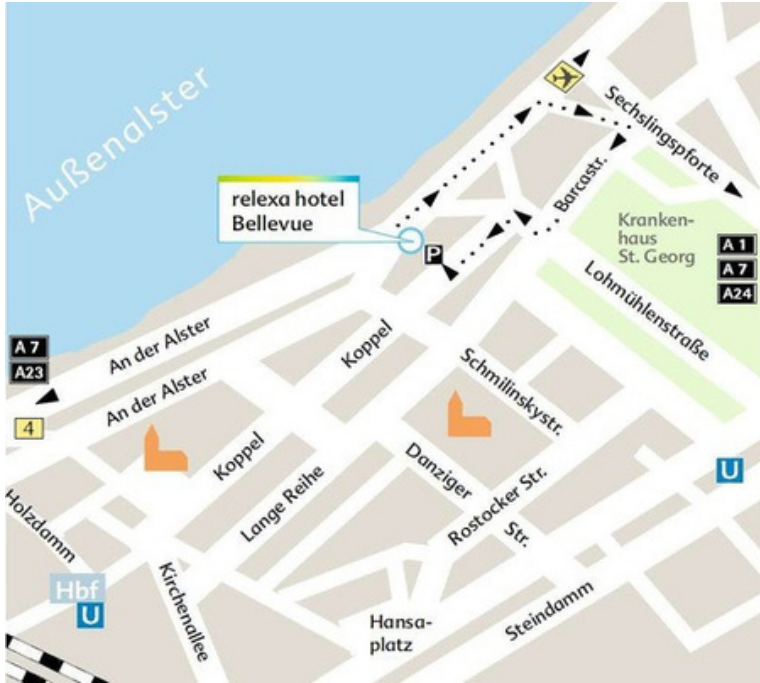 Außenalster
Sechslingspforte
relexa hotel
Bellevue
Barcastr.
P
Kranken-
haus
St. Georg
A 1
A 7
A24
Lohmühlenstraße
A 7
A23
An der Alster
Koppel
An der Alster
Schmilinskystr.
4
Koppel
Danziger
Str.
U
Lange Reihe
Rostocker Str.
Holzdamm
Kirchenallee
Hbf
U
Hansa-
platz
Steindamm